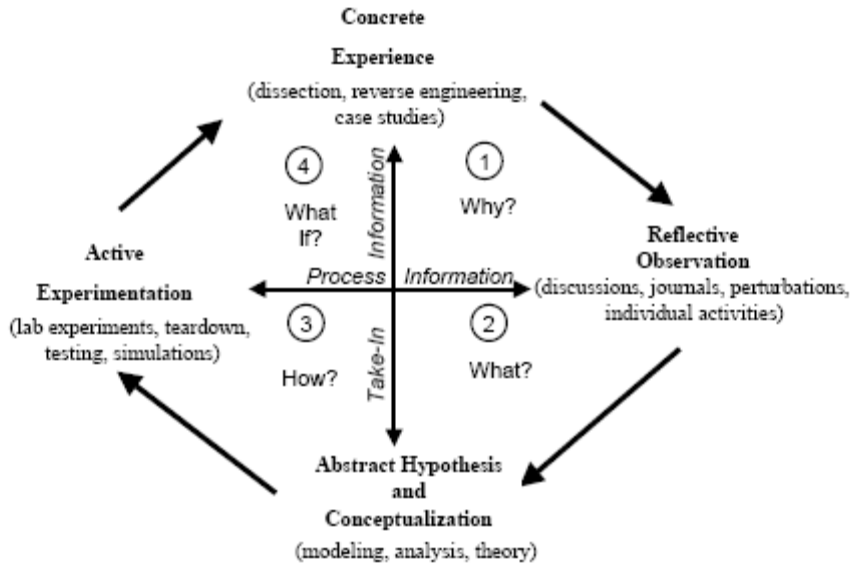 Concrete
Experience
(dissection, reverse engineering,
case studies)
4
What
If?
1
Why?
Information
Active
Experimentation
(lab experiments, teardown,
testing, simulations)
Process
Information
Reflective
Observation
(discussions, journals, perturbations,
individual activities)
3
How?
2
What?
Take-In
Abstract Hypothesis
and
Conceptualization
(modeling, analysis, theory)